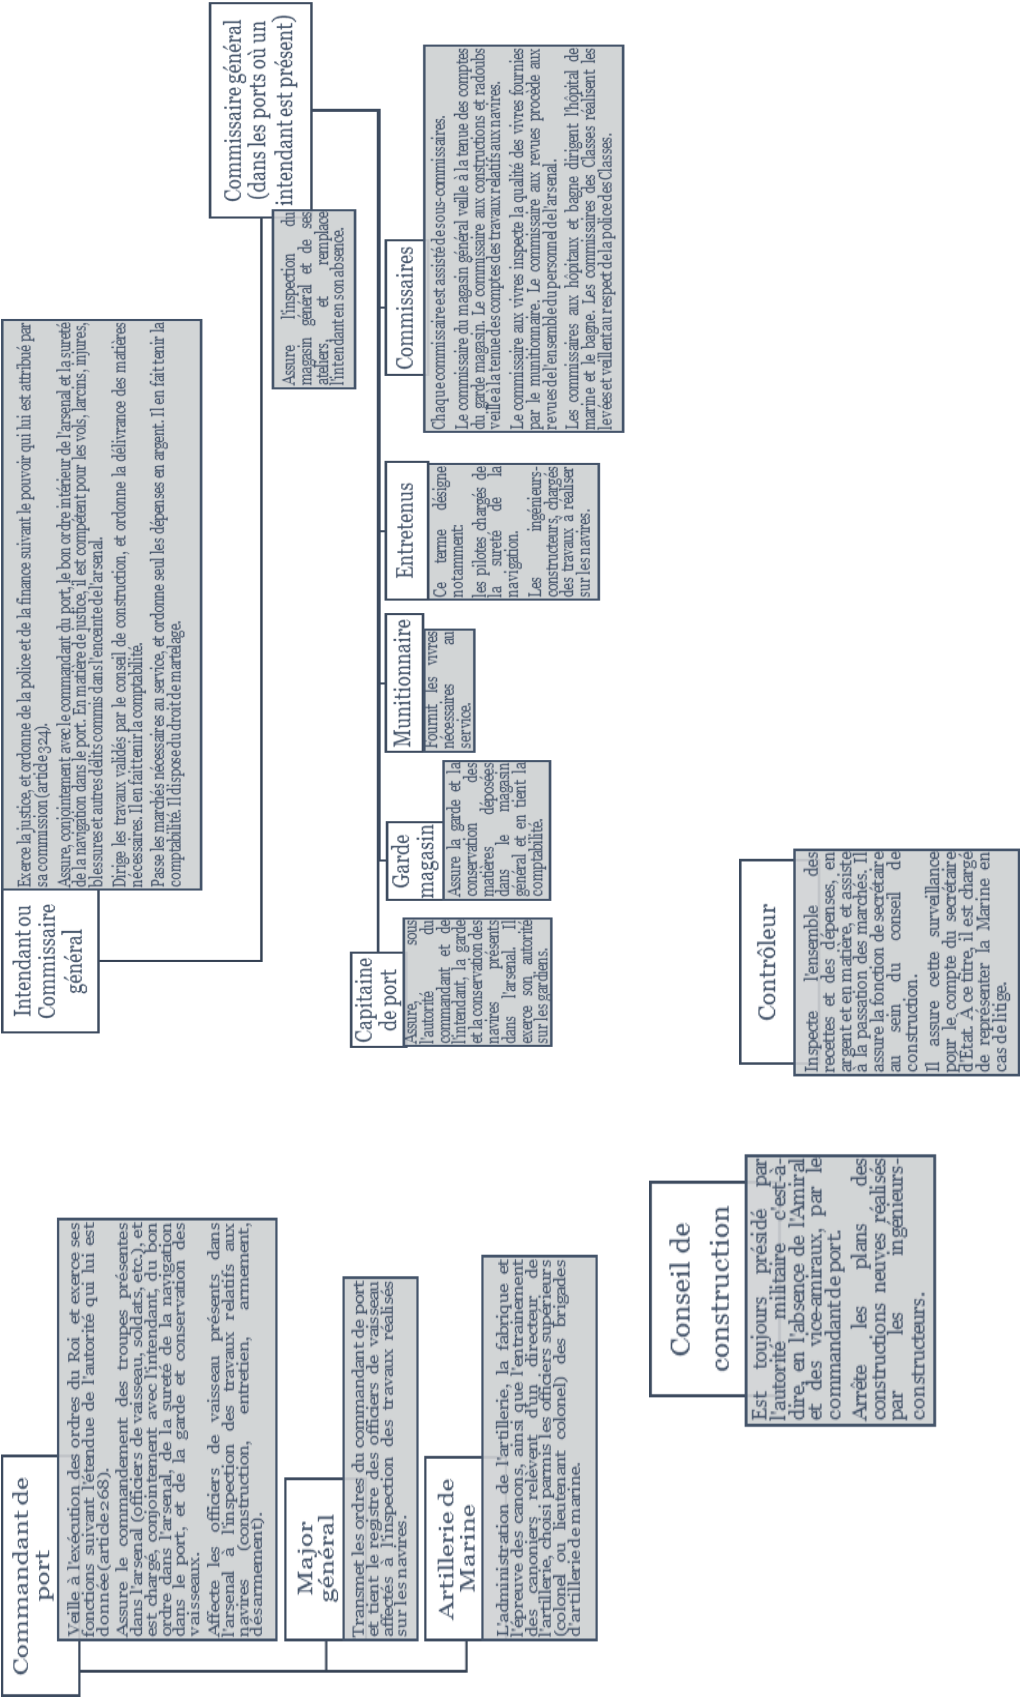 Commandant de
port
Veille à l'exécution des ordres du Roi et exerce ses
fonctions suivant l'étendue de l'autorité qui lui est
donnée (article 268).
Assure le commandement des troupes présentes
dans l'arsenal (officiers de vaisseau, soldats, etc.), et
est chargé, conjointement avec l'intendant, du bon
ordre dans l'arsenal, de la sureté de la navigation
dans le port, et de la garde et conservation des
vaisseaux.
Affecte les officiers de vaisseau présents dans
l'arsenal à l'inspection des travaux relatifs aux
navires (construction, entretien, armement,
désarmement).
Major
général
Transmet les ordres du commandant de port
et tient le registre des officiers de vaisseau
affectés à l'inspection des travaux réalisés
sur les navires.
Artillerie de
Marine
L'administration de l'artillerie, la fabrique et
l'épreuve des canons, ainsi que l'entrainement
des canoniers relèvent d'un directeur de
l'artillerie, choisi parmis les officiers supérieurs
(colonel ou lieutenant colonel) des brigades
d'artillerie de marine.
Intendant ou
Commissaire
général
Exerce la justice, et ordonne de la police et de la finance suivant le pouvoir qui lui est attribué par
sa commission (article 324).
Assure, conjointement avec le commandant du port, le bon ordre intérieur de l'arsenal et la sureté
de la navigation dans le port. En matière de justice, il est compétent pour les vols, larcins, injures,
blessures et autres délits commis dans l'enceinte de l'arsenal.
Dirige les travaux validés par le conseil de construction, et ordonne la délivrance des matières
nécessaires. Il en fait tenir la comptabilité.
Passe les marchés nécessaires au service, et ordonne seul les dépenses en argent. Il en fait tenir la
comptabilité. Il dispose du droit de martelage.
Commissaire général
(dans les ports où un
intendant est présent)
Assure l'inspection du
magasin général et de ses
ateliers, et remplace
l'intendant en son absence.
Capitaine
de port
Assure, sous
l'autorité du
commandant et de
l'intendant, la garde
et la conservation des
navires présents
dans l'arsenal. Il
exerce son autorité
sur les gardiens.
Garde
magasin
Assure la garde et la
conservation des
matières déposées
dans le magasin
général et en tient la
comptabilité.
Munitionnaire
Fournit les vivres
nécessaires au
service.
Entretenus
Ce terme désigne
notamment:
les pilotes chargés de
la sureté de la
navigation.
Les ingénieurs-
constructeurs, chargés
des travaux à réaliser
sur les navires.
Commissaires
Chaque commissaire est assisté de sous-commissaires.
Le commissaire du magasin général veille à la tenue des comptes
du garde magasin. Le commissaire aux constructions et radoubs
veille à la tenue des comptes des travaux relatifs aux navires.
Le commissaire aux vivres inspecte la qualité des vivres fournies
par le munitionnaire. Le commissaire aux revues procède aux
revues de l'ensemble du personnel de l'arsenal.
Les commissaires aux hôpitaux et bagne dirigent l'hôpital de
marine et le bagne. Les commissaires des Classes réalisent les
levées et veillent au respect de la police des Classes.
Conseil de
construction
Est toujours présidé par
l'autorité militaire c'est-à-
dire, en l'absence de l'Amiral
et des vice-amiraux, par le
commandant de port.
Arrête les plans des
constructions neuves réalisés
par les ingénieurs-
constructeurs.
Contrôleur
Inspecte l'ensemble des
recettes et des dépenses, en
argent et en matière, et assiste
à la passation des marchés. Il
assure la fonction de secrétaire
au sein du conseil de
construction.
Il assure cette surveillance
pour le compte du secrétaire
d'Etat. À ce titre, il est chargé
de représenter la Marine en
cas de litige.